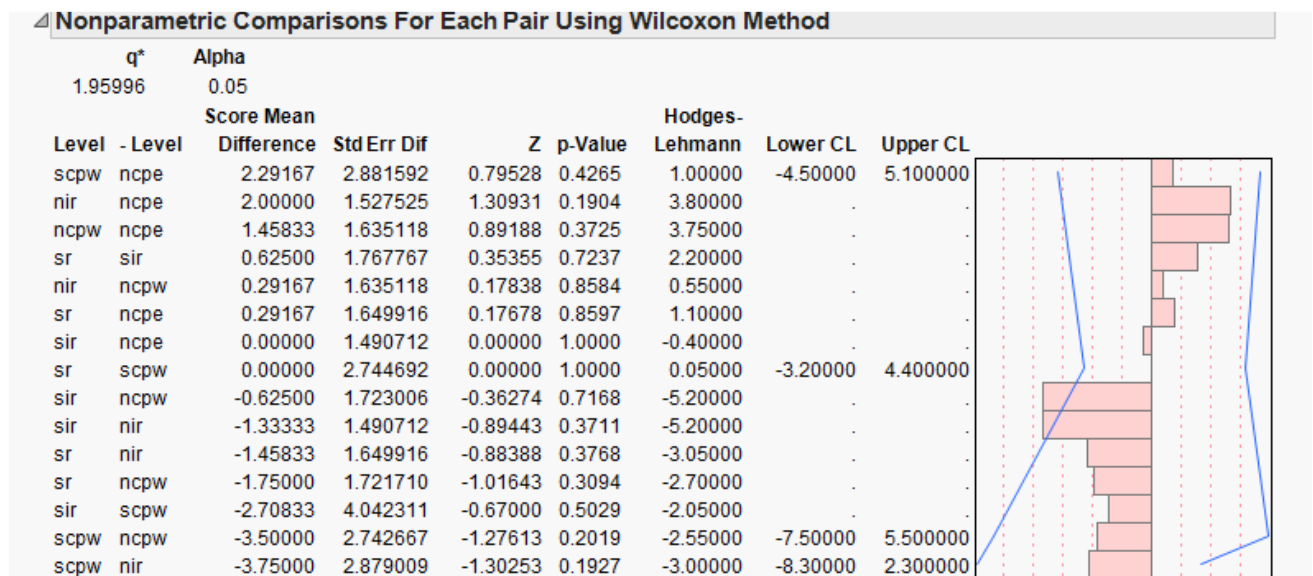 Nonparametric Comparisons For Each Pair Using Wilcoxon Method
q* Alpha
1.95996 0.05
Score Mean Hodges-
Level - Level Difference Std Err Dif Z p-Value Lehmann Lower CL Upper CL
scpw ncpe 2.29167 2.881592 0.79528 0.4265 1.00000 -4.50000 5.100000
nir ncpe 2.00000 1.527525 1.30931 0.1904 3.80000 . .
ncpw ncpe 1.45833 1.635118 0.89188 0.3725 3.75000 . .
sr sir 0.62500 1.767767 0.35355 0.7237 2.20000 . .
nir ncpw 0.29167 1.635118 0.17838 0.8584 0.55000 . .
sr ncpe 0.29167 1.649916 0.17678 0.8597 1.10000 . .
sir ncpe 0.00000 1.490712 0.00000 1.0000 -0.40000 . .
sr scpw 0.00000 2.744692 0.00000 1.0000 0.05000 -3.20000 4.400000
sir ncpw -0.62500 1.723006 -0.36274 0.7168 -5.20000 . .
sir nir -1.33333 1.490712 -0.89443 0.3711 -5.20000 . .
sr nir -1.45833 1.649916 -0.88388 0.3768 -3.05000 . .
sr ncpw -1.75000 1.721710 -1.01643 0.3094 -2.70000 . .
sir scpw -2.70833 4.042311 -0.67000 0.5029 -2.05000 . .
scpw ncpw -3.50000 2.742667 -1.27613 0.2019 -2.55000 -7.50000 5.500000
scpw nir -3.75000 2.879009 -1.30253 0.1927 -3.00000 -8.30000 2.300000